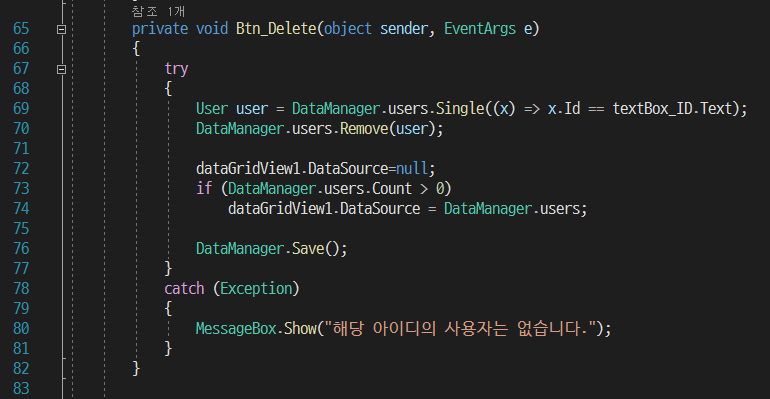 참조 1개
65 private void Btn_Delete(object sender, EventArgs e)
66 {
67 try
68 {
69 User user = DataManager.users.Single((x) => x.Id == textBox_ID.Text);
70 DataManager.users.Remove(user);
71
72 dataGridView1.DataSource=null;
73 if (DataManager.users.Count > 0)
74 dataGridView1.DataSource = DataManager.users;
75
76 DataManager.Save();
77 }
78 catch (Exception)
79 {
80 MessageBox.Show("해당 아이디의 사용자는 없습니다.");
81 }
82 }
83